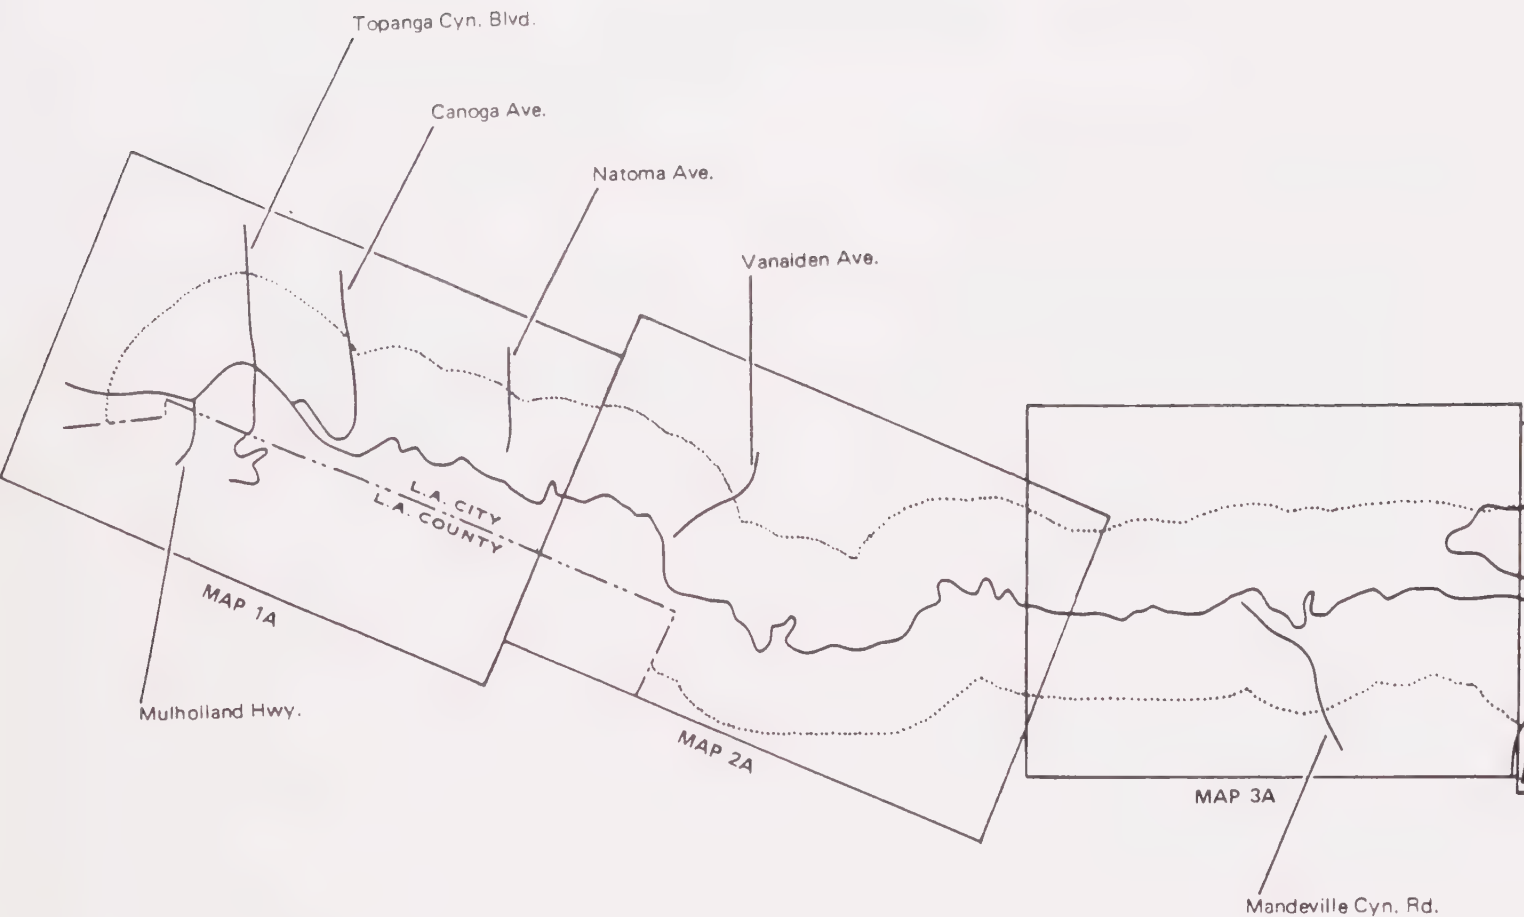 Topanga Cyn. Blvd.
Canoga Ave.
Natoma Ave.
Vanalden Ave.
L.A. CITY
L.A. COUNTY
MAP 1A
Mulholland Hwy.
MAP 2A
MAP 3A
Mandeville Cyn. Rd.